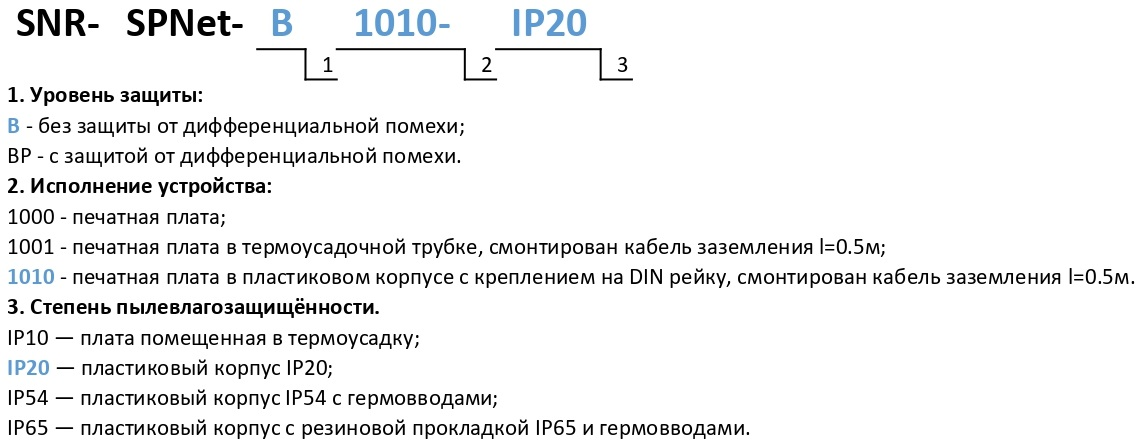 SNR- SPNet- B 1010- IP20
1 2 3
1. Уровень защиты:
B - без защиты от дифференциальной помехи;
BP - с защитой от дифференциальной помехи.
2. Исполнение устройства:
1000 - печатная плата;
1001 - печатная плата в термоусадочной трубке, смонтирован кабель заземления l=0.5м;
1010 - печатная плата в пластиковом корпусе с креплением на DIN рейку, смонтирован кабель заземления l=0.5м.
3. Степень пылевлагозащищённости.
IP10 — плата помещенная в термоусадку;
IP20 — пластиковый корпус IP20;
IP54 — пластиковый корпус IP54 с гермовводами;
IP65 — пластиковый корпус с резиновой прокладкой IP65 и гермовводами.